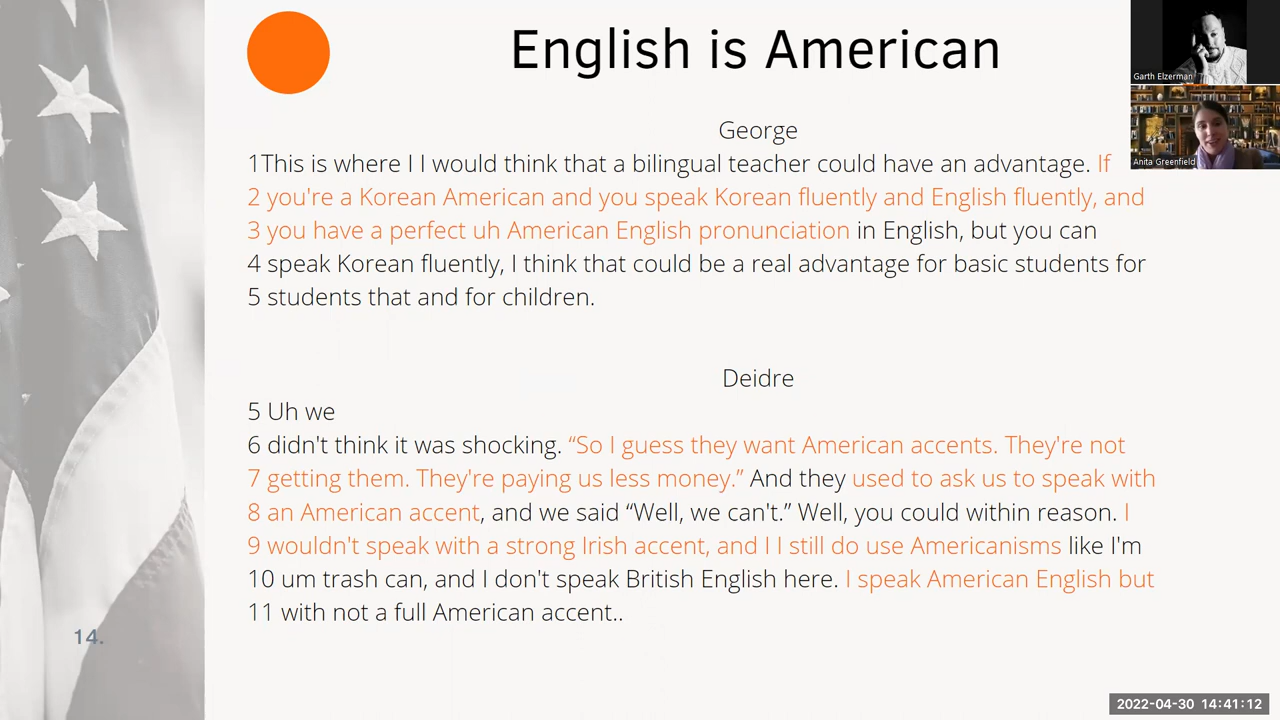 English is American
Garth Elzerman
Anita Greenfield
George
1This is where I I would think that a bilingual teacher could have an advantage. If
2 you're a Korean American and you speak Korean fluently and English fluently, and
3 you have a perfect uh American English pronunciation in English, but you can
4 speak Korean fluently, I think that could be a real advantage for basic students for
5 students that and for children.
Deidre
5 Uh we
6 didn't think it was shocking. “So I guess they want American accents. They're not
7 getting them. They're paying us less money.” And they used to ask us to speak with
8 an American accent, and we said “Well, we can't.” Well, you could within reason. I
9 wouldn't speak with a strong Irish accent, and I I still do use Americanisms like I'm
10 um trash can, and I don't speak British English here. I speak American English but
11 with not a full American accent..
14.
2022-04-30 14:41:12